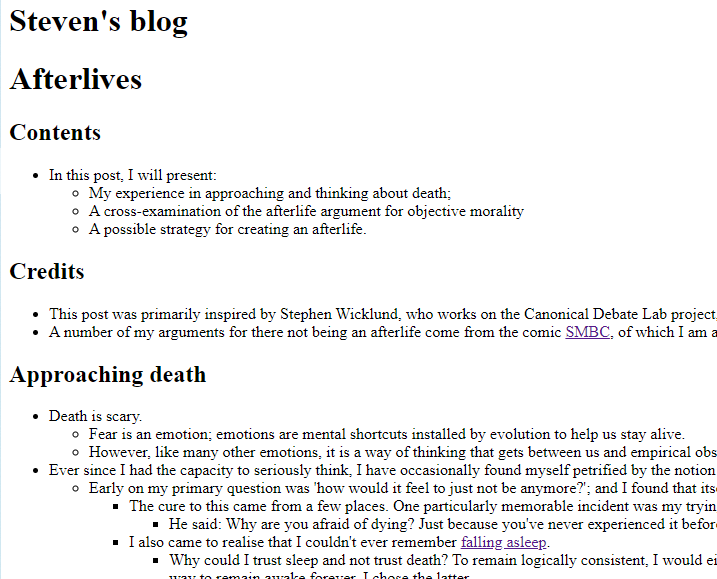 Steven's blog
Afterlives
Contents
In this post, I will present:
My experience in approaching and thinking about death;
A cross-examination of the afterlife argument for objective morality
A possible strategy for creating an afterlife.
Credits
This post was primarily inspired by Stephen Wicklund, who works on the Canonical Debate Lab project,
A number of my arguments for there not being an afterlife come from the comic SMBC, of which I am a
Approaching death
Death is scary.
Fear is an emotion; emotions are mental shortcuts installed by evolution to help us stay alive.
However, like many other emotions, it is a way of thinking that gets between us and empirical obs
Ever since I had the capacity to seriously think, I have occasionally found myself petrified by the notion
Early on my primary question was 'how would it feel to just not be anymore?'; and I found that its
The cure to this came from a few places. One particularly memorable incident was my tryin
He said: Why are you afraid of dying? Just because you've never experienced it befor
I also came to realise that I couldn't ever remember falling asleep.
Why could I trust sleep and not trust death? To remain logically consistent, I would ei
way to remain awake forever. I chose the latter.